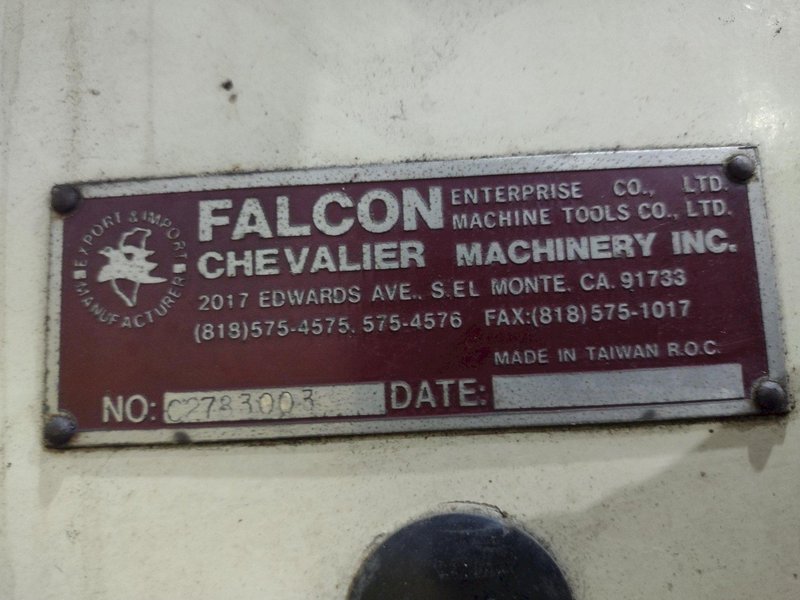 EXPORT & IMPORT
MANUFACTURER
FALCON ENTERPRISE CO., LTD.
MACHINE TOOLS CO., LTD.
CHEVALIER MACHINERY INC.
2017 EDWARDS AVE., S.EL MONTE, CA. 91733
(818)575-4575, 575-4576 FAX:(818)575-1017
MADE IN TAIWAN R.O.C.
NO: C2783003 DATE: